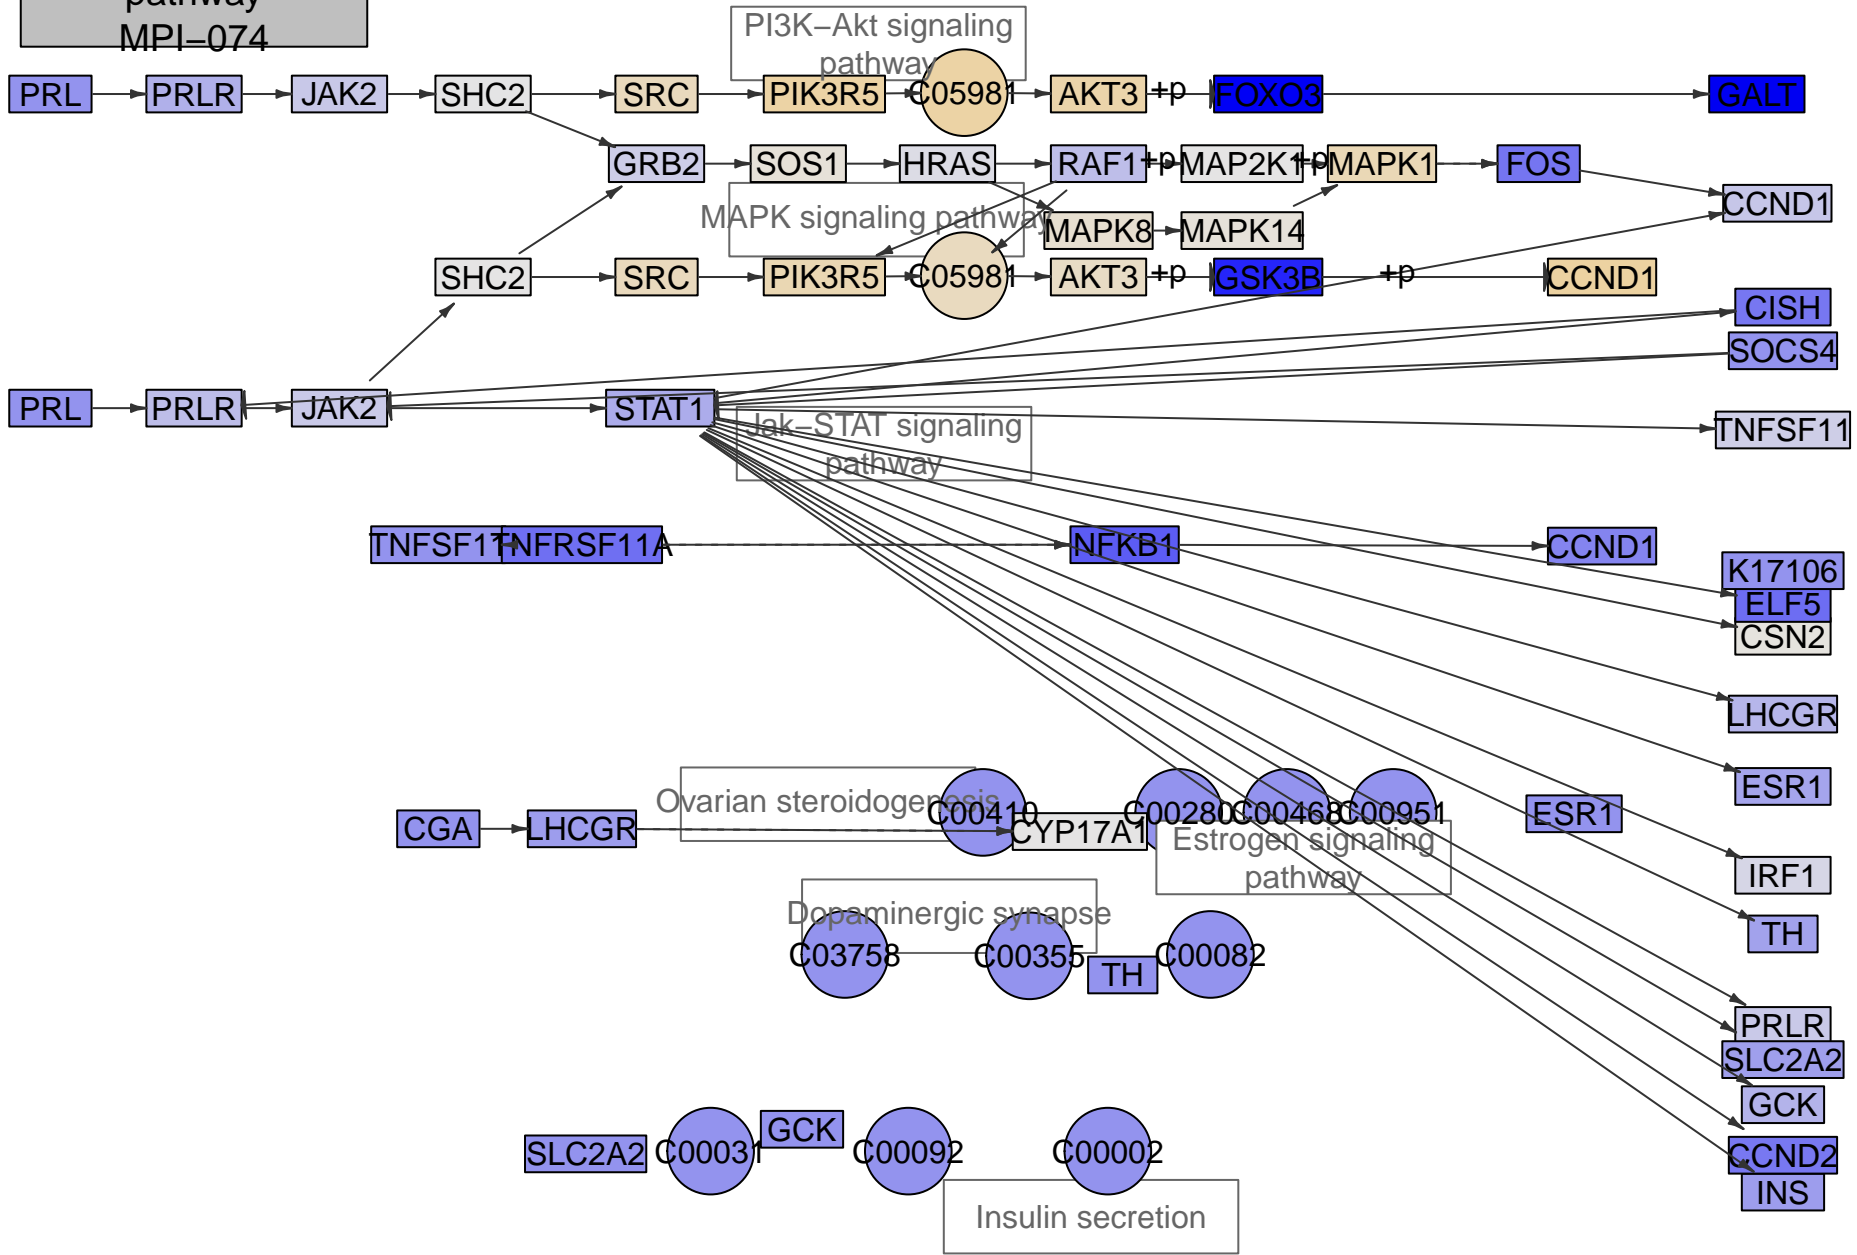 pathway
MPI−074
PI3K−Akt signaling
pathway
PRL PRLR JAK2 SHC2 SRC PIK3R5 C05981 AKT3 +p FOXO3 GALT
GRB2 SOS1 HRAS RAF1 +p MAP2K1 +p MAPK1 FOS
CCND1
MAPK signaling pathway
MAPK8 MAPK14
SHC2 SRC PIK3R5 C05981 AKT3 +p GSK3B +p CCND1
CISH
SOCS4
PRL PRLR JAK2 STAT1
Jak−STAT signaling
pathway
TNFSF11
TNFSF11 TNFRSF11A NFKB1 CCND1
K17106
ELF5
CSN2
LHCGR
ESR1
Ovarian steroidogenesis
C00410 C00280 C00468 C00951 ESR1
CGA LHCGR CYP17A1
Estrogen signaling
pathway
IRF1
Dopaminergic synapse
TH
C03758 C00355 TH C00082
PRLR
SLC2A2
GCK
SLC2A2 C00031 GCK C00092 C00002
CCND2
INS
Insulin secretion